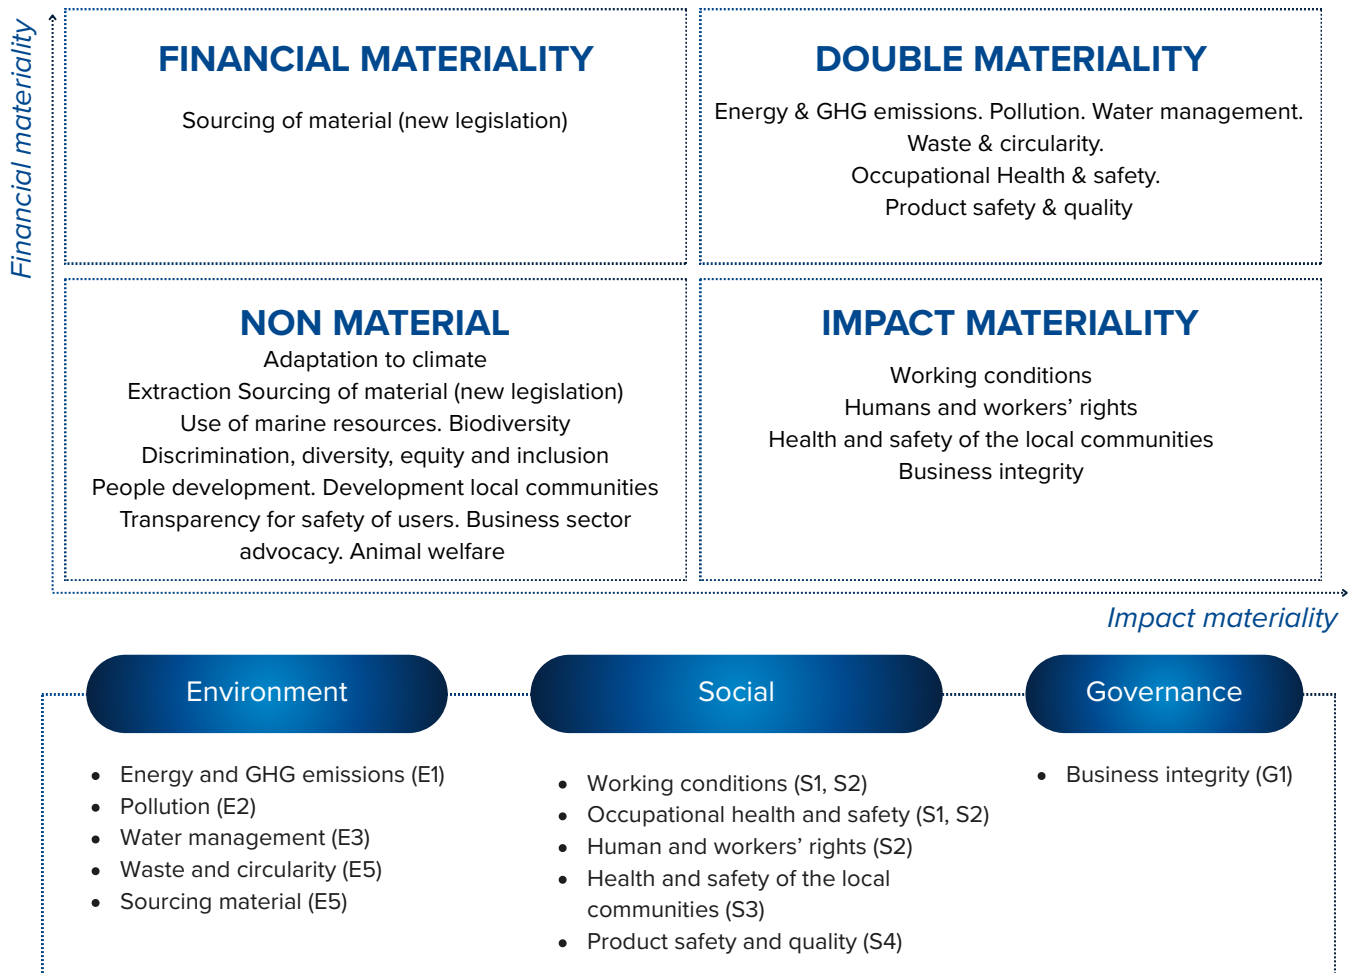 Financial materiality
FINANCIAL MATERIALITY
Sourcing of material (new legislation)
DOUBLE MATERIALITY
Energy & GHG emissions. Pollution. Water management.
Waste & circularity.
Occupational Health & safety.
Product safety & quality
NON MATERIAL
Adaptation to climate
Extraction Sourcing of material (new legislation)
Use of marine resources. Biodiversity
Discrimination, diversity, equity and inclusion
People development. Development local communities
Transparency for safety of users. Business sector
advocacy. Animal welfare
IMPACT MATERIALITY
Working conditions
Humans and workers’ rights
Health and safety of the local communities
Business integrity
Impact materiality
Environment
• Energy and GHG emissions (E1)
• Pollution (E2)
• Water management (E3)
• Waste and circularity (E5)
• Sourcing material (E5)
Social
• Working conditions (S1, S2)
• Occupational health and safety (S1, S2)
• Human and workers’ rights (S2)
• Health and safety of the local
communities (S3)
• Product safety and quality (S4)
Governance
• Business integrity (G1)